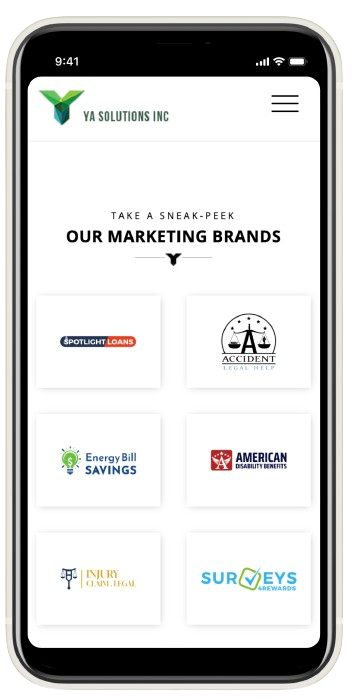 9:41
YA SOLUTIONS INC
TAKE A SNEAK-PEEK
OUR MARKETING BRANDS
SPOTLIGHT LOANS
A
ACCIDENT
LEGAL HELP
$
Energy Bill
SAVINGS
AMERICAN
DISABILITY BENEFITS
INJURY
CLAIM LEGAL
SURVEYS
4REWARDS